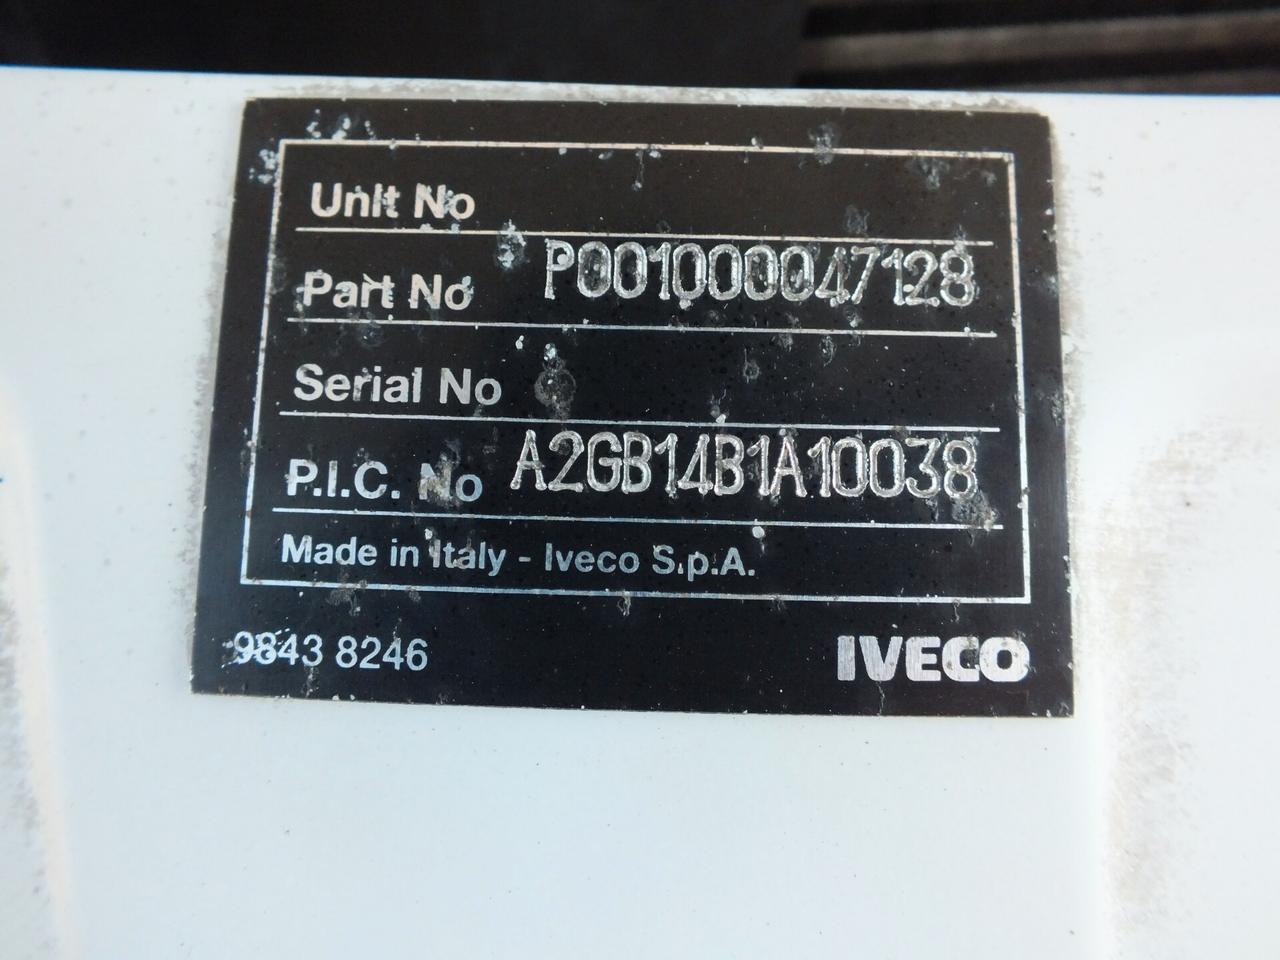 Unit No
Part No P001000047128
Serial No
P.I.C. No A2GB14B1A10038
Made in Italy - Iveco S.p.A.
9843 8246 IVECO